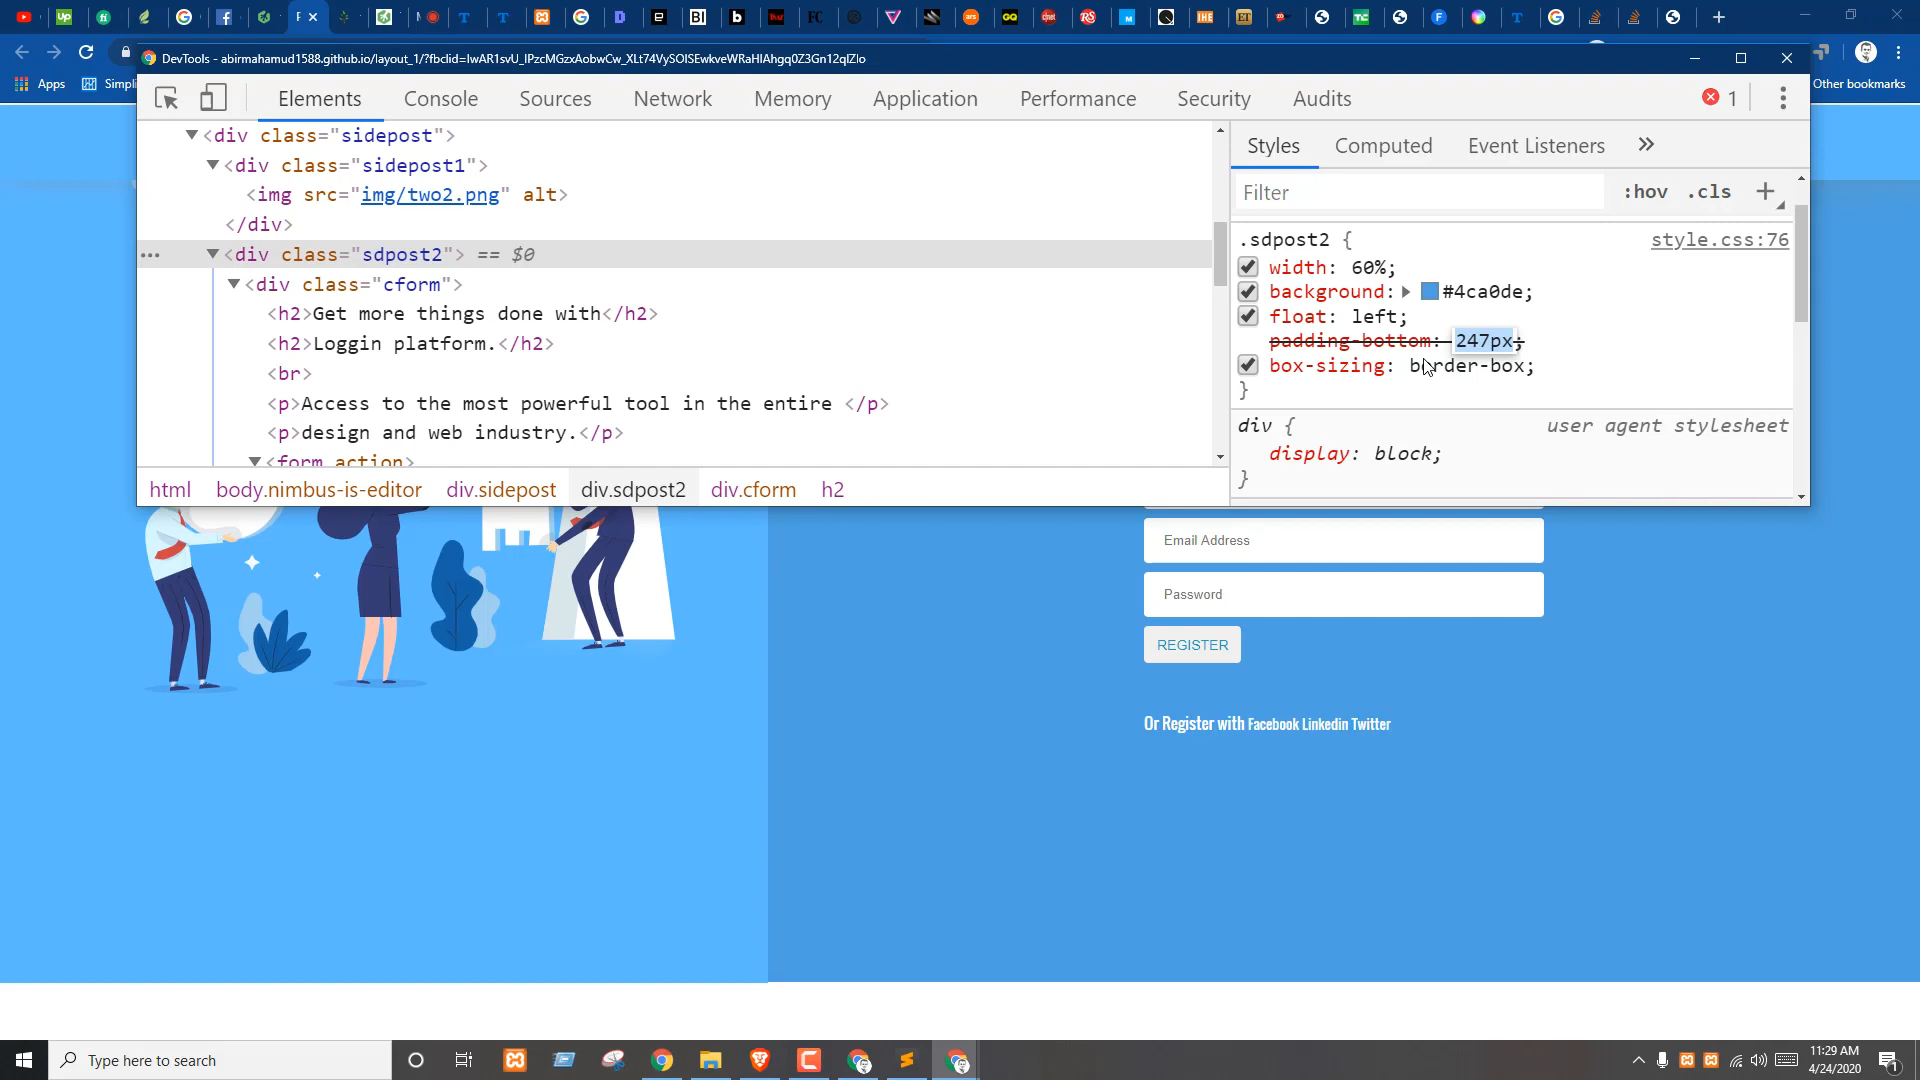 DevTools - abirmahamud1588.github.io/layout_1/?fbclid=IwAR1svU_IPzcMGzxAobwCw_XLt74VySOISEwkveWRaHIAhgq0Z3Gn12qIZIo
Apps
Simpli
Other bookmarks
Elements Console Sources Network Memory Application Performance Security Audits 1
<div class="sidepost">
<div class="sidepost1">
<img src="img/two2.png" alt>
</div>
<div class="sdpost2"> == $0
<div class="cform">
<h2>Get more things done with</h2>
<h2>Loggin platform.</h2>
<br>
<p>Access to the most powerful tool in the entire </p>
<p>design and web industry.</p>
<form action>
html body.nimbus-is-editor div.sidepost div.sdpost2 div.cform h2
Styles Computed Event Listeners
Filter :hov .cls +
.sdpost2 { style.css:76
width: 60%;
background: #4ca0de;
float: left;
padding-bottom: 247px;
box-sizing: border-box;
}
div { user agent stylesheet
display: block;
}
Email Address
Password
REGISTER
Or Register with Facebook Linkedin Twitter
Type here to search
11:29 AM
4/24/2020
1